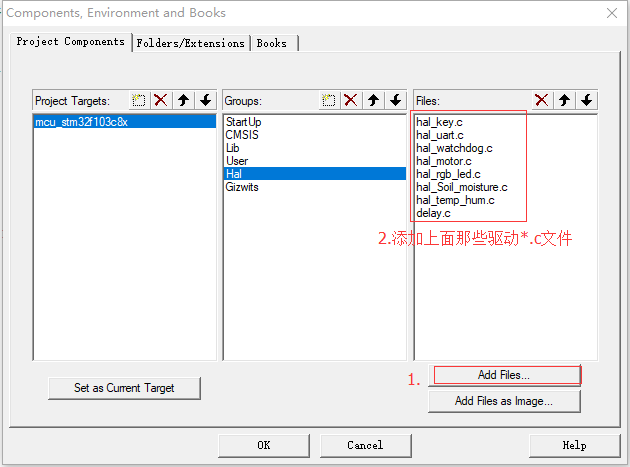 Components, Environment and Books
Project Components
Folders/Extensions
Books
Project Targets:
mcu_stm32f103c8x
Groups:
StartUp
CMSIS
Lib
User
Hal
Gizwits
Files:
hal_key.c
hal_uart.c
hal_watchdog.c
hal_motor.c
hal_rgb_led.c
hal_Soil_moisture.c
hal_temp_hum.c
delay.c
2.添加上面那些驱动*.c文件
1.
Set as Current Target
Add Files...
Add Files as Image...
OK
Cancel
Help